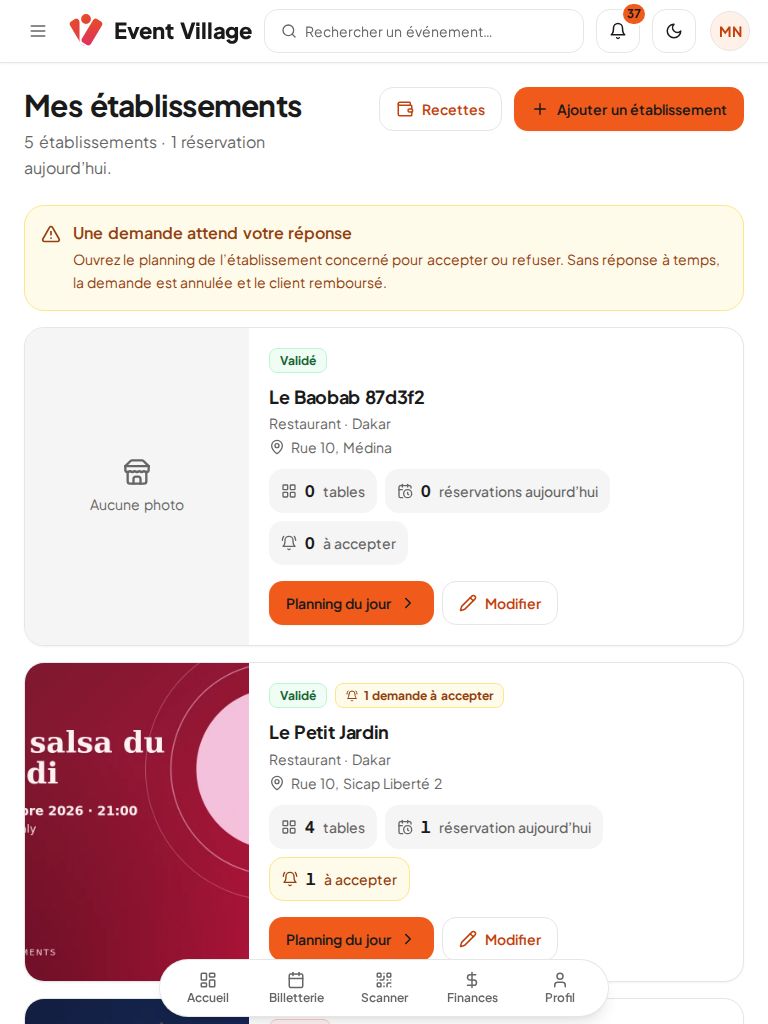 Event Village
Rechercher un événement…
37
MN
Mes établissements
Recettes
Ajouter un établissement
5 établissements · 1 réservation
aujourd’hui.
Une demande attend votre réponse
Ouvrez le planning de l’établissement concerné pour accepter ou refuser. Sans réponse à temps,
la demande est annulée et le client remboursé.
Aucune photo
Validé
Le Baobab 87d3f2
Restaurant · Dakar
Rue 10, Médina
0 tables
0 réservations aujourd’hui
0 à accepter
Planning du jour
Modifier
salsa du
di
bre 2026 · 21:00
Validé
1 demande à accepter
Le Petit Jardin
Restaurant · Dakar
Rue 10, Sicap Liberté 2
4 tables
1 réservation aujourd’hui
1 à accepter
Planning du jour
Modifier
Accueil
Billetterie
Scanner
Finances
Profil